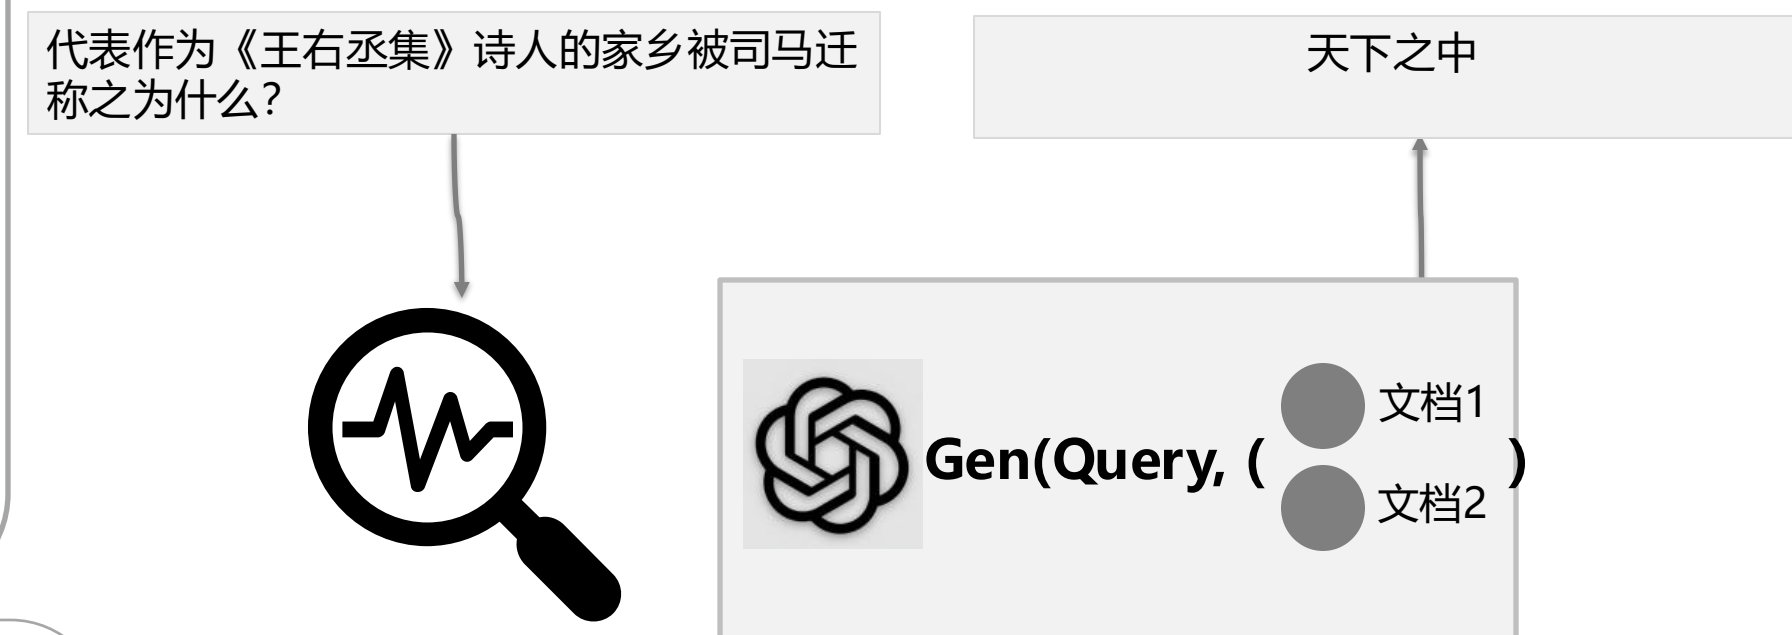 代表作为《王右丞集》诗人的家乡被司马迁
称之为什么？
天下之中
文档1
Gen(Query, ( )
文档2